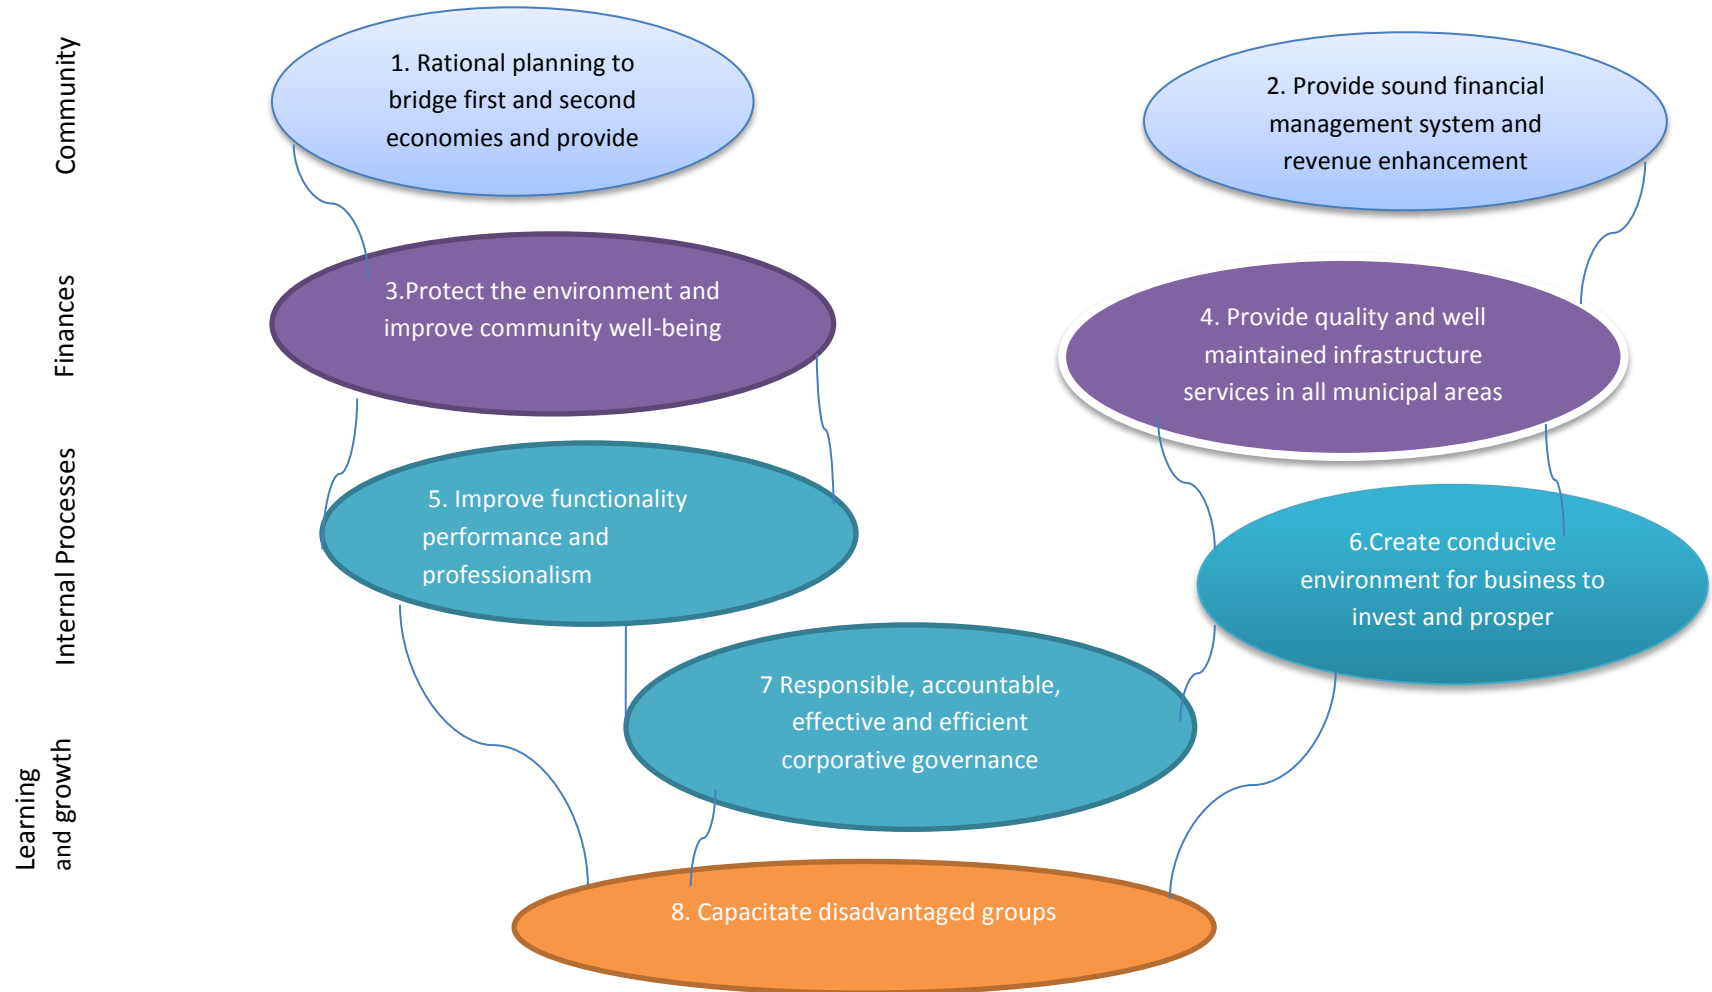 Community
1. Rational planning to
bridge first and second
economies and provide
2. Provide sound financial
management system and
revenue enhancement
Finances
3.Protect the environment and
improve community well-being
4. Provide quality and well
maintained infrastructure
services in all municipal areas
Internal Processes
5. Improve functionality
performance and
professionalism
6.Create conducive
environment for business to
invest and prosper
7 Responsible, accountable,
effective and efficient
corporative governance
Learning
and growth
8. Capacitate disadvantaged groups